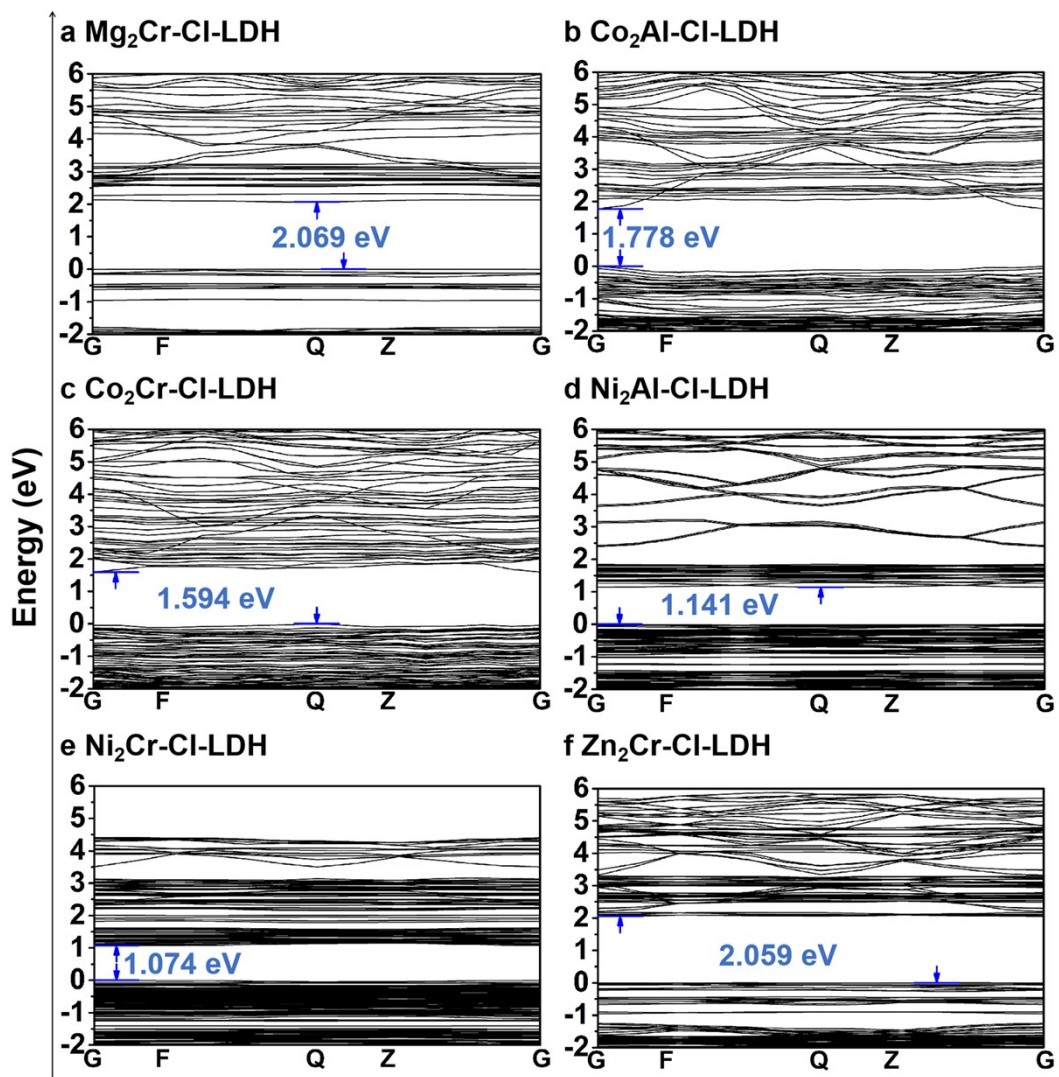 Energy (eV)
a Mg₂Cr-Cl-LDH
6
5
4
3
2
1
0
-1
-2
2.069 eV
G F Q Z G
b Co₂Al-Cl-LDH
6
5
4
3
2
1
0
-1
-2
1.778 eV
G F Q Z G
c Co₂Cr-Cl-LDH
6
5
4
3
2
1
0
-1
-2
1.594 eV
G F Q Z G
d Ni₂Al-Cl-LDH
6
5
4
3
2
1
0
-1
-2
1.141 eV
G F Q Z G
e Ni₂Cr-Cl-LDH
6
5
4
3
2
1
0
-1
-2
1.074 eV
G F Q Z G
f Zn₂Cr-Cl-LDH
6
5
4
3
2
1
0
-1
-2
2.059 eV
G F Q Z G